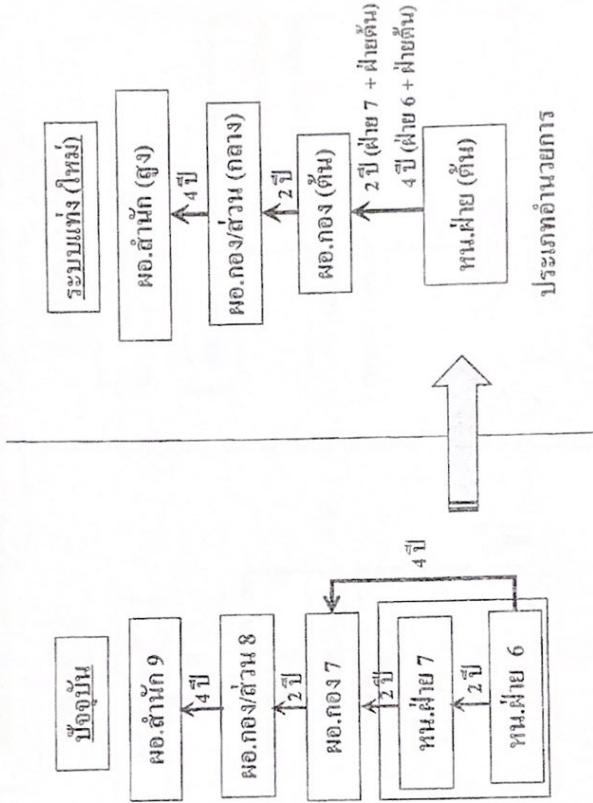 ปัจจุบัน
ผอ.สำนัก 9
4 ปี
ผอ.กอง/ส่วน 8
2 ปี
ผอ.กอง 7
2 ปี
หน.ฝ่าย 7
2 ปี
หน.ฝ่าย 6
4 ปี
ระบบแท่ง (ใหม่)
ผอ.สำนัก (สูง)
4 ปี
ผอ.กอง/ส่วน (กลาง)
2 ปี
ผอ.กอง (ต้น)
2 ปี (ฝ่าย 7 + ฝ่ายต้น)
4 ปี (ฝ่าย 6 + ฝ่ายต้น)
หน.ฝ่าย (ต้น)
ประเภทอำนวยการ